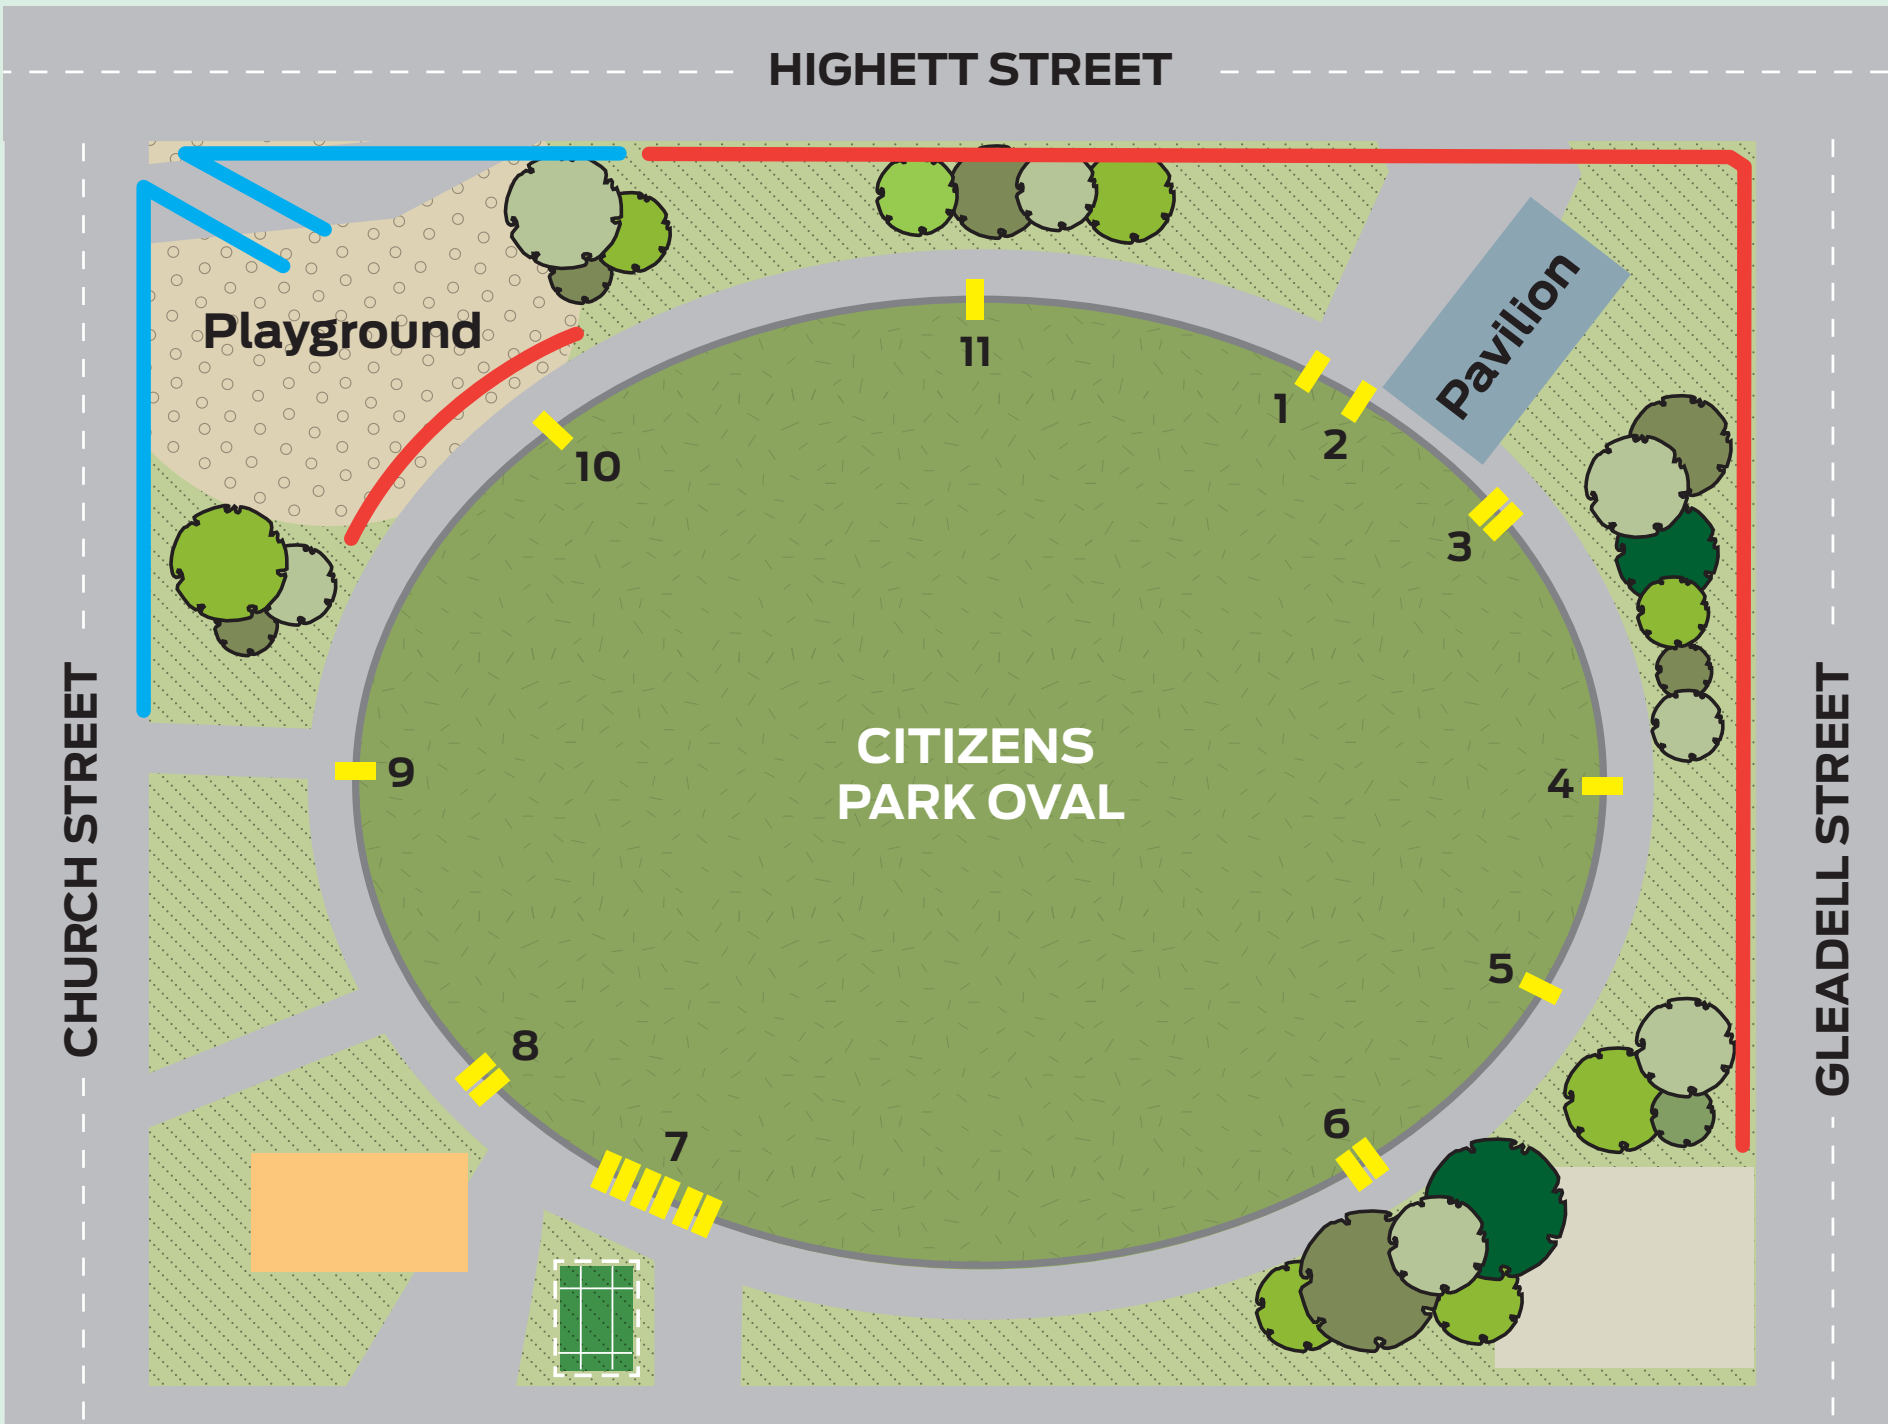 HIGHETT STREET
Playground
Pavilion
11
1
2
10
3
CITIZENS
PARK OVAL
9
4
5
8
7
6
CHURCH STREET
GLEADELL STREET